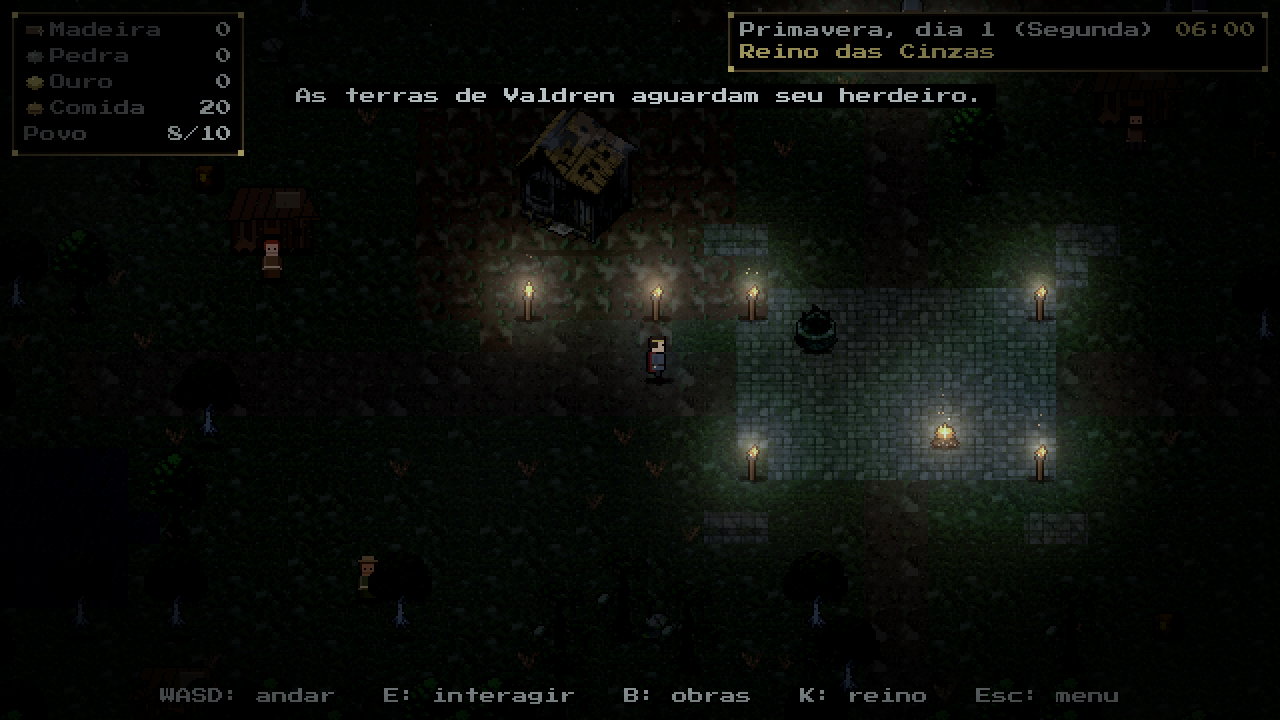 Madeira 0
Pedra 0
Ouro 0
Comida 20
Povo 8/10
Primavera, dia 1 (Segunda) 06:00
Reino das Cinzas
As terras de Valdren aguardam seu herdeiro.
WASD: andar E: interagir B: obras K: reino Esc: menu